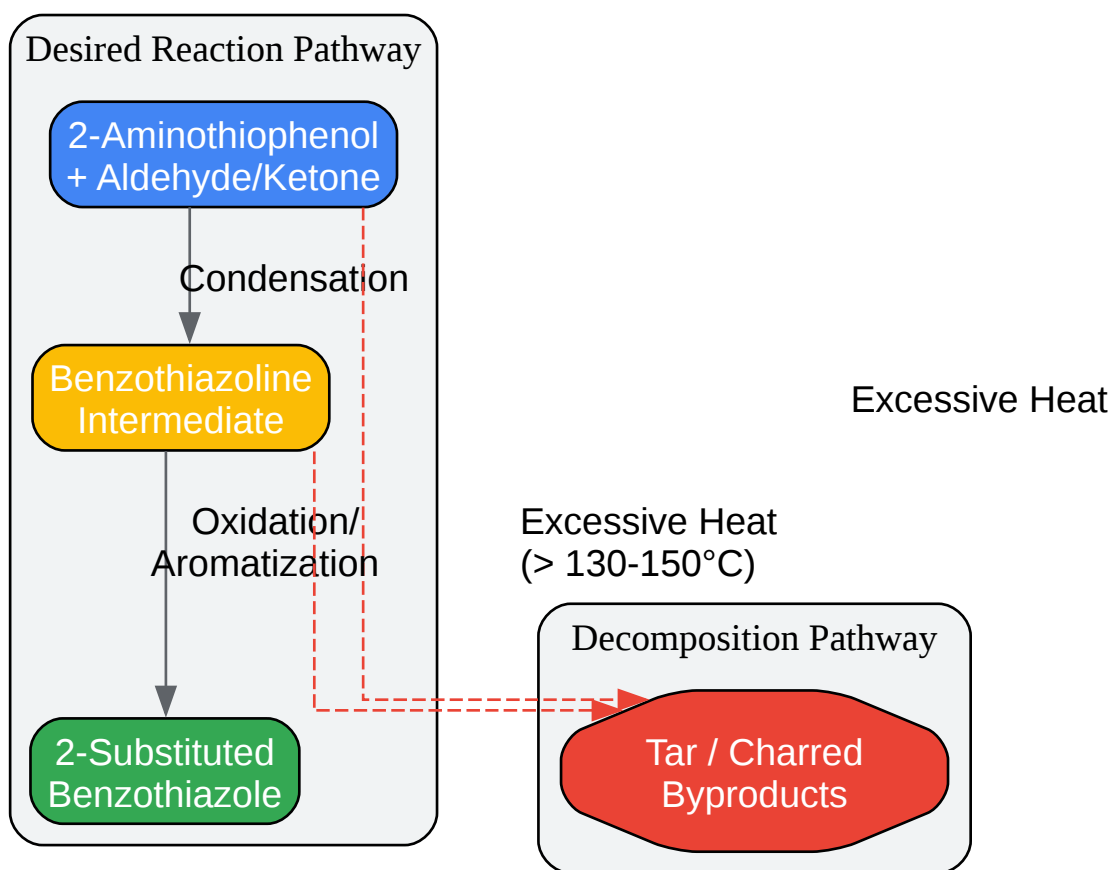 Desired Reaction Pathway
2-Aminothiophenol
+ Aldehyde/Ketone
Condensation
Benzothiazoline
Intermediate
Excessive Heat
Oxidation/
Aromatization
Excessive Heat
(> 130-150°C)
Decomposition Pathway
2-Substituted
Benzothiazole
Tar / Charred
Byproducts